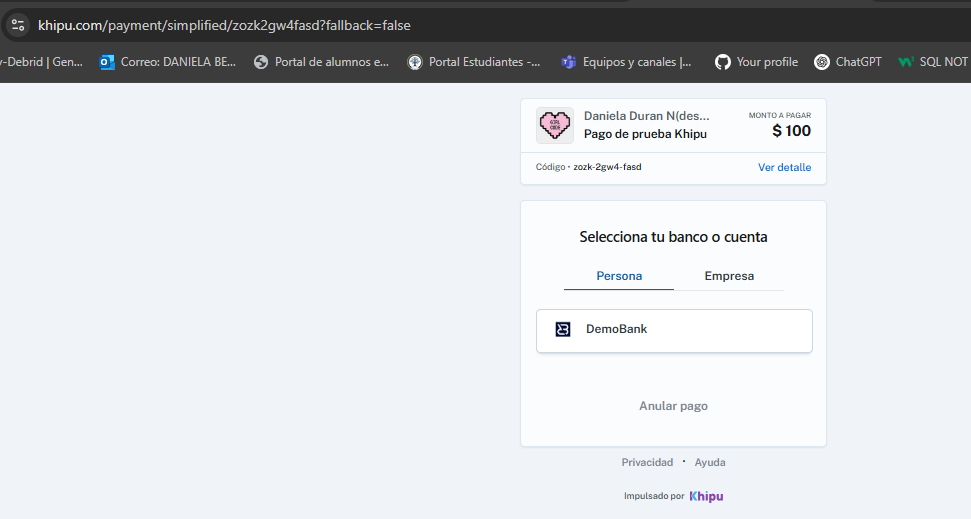 khipu.com/payment/simplified/zozk2gw4fasd?fallback=false
y-Debrid | Gen... Correo: DANIELA BE... Portal de alumnos e... Portal Estudiantes -... Equipos y canales |... Your profile ChatGPT SQL NOT
GIRL
CODE
Daniela Duran N(des...
Pago de prueba Khipu
MONTO A PAGAR
$ 100
Código · zozk-2gw4-fasd
Ver detalle
Selecciona tu banco o cuenta
Persona Empresa
DemoBank
Anular pago
Privacidad · Ayuda
Impulsado por khipu